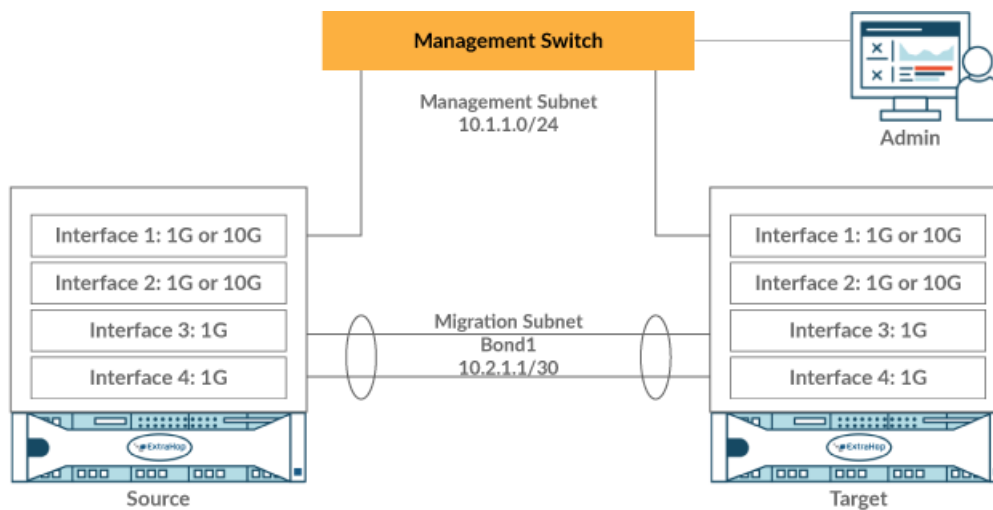 Management Switch
Management Subnet
10.1.1.0/24
Admin
Interface 1: 1G or 10G
Interface 2: 1G or 10G
Interface 3: 1G
Interface 4: 1G
Migration Subnet
Bond1
10.2.1.1/30
Interface 1: 1G or 10G
Interface 2: 1G or 10G
Interface 3: 1G
Interface 4: 1G
ExtraHop
Source
ExtraHop
Target